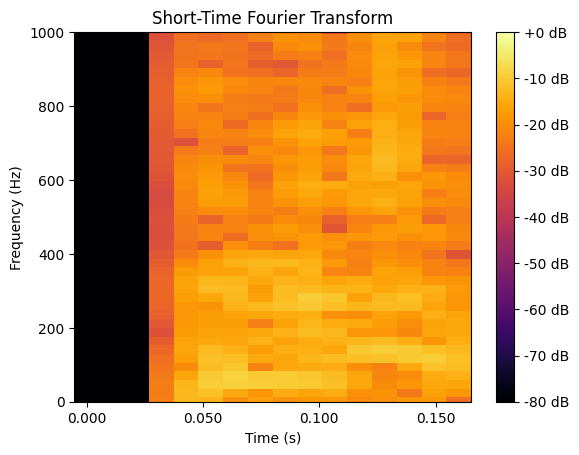 Short-Time Fourier Transform
1000
800
600
400
200
0
Frequency (Hz)
0.000
0.050
0.100
0.150
Time (s)
+0 dB
-10 dB
-20 dB
-30 dB
-40 dB
-50 dB
-60 dB
-70 dB
-80 dB